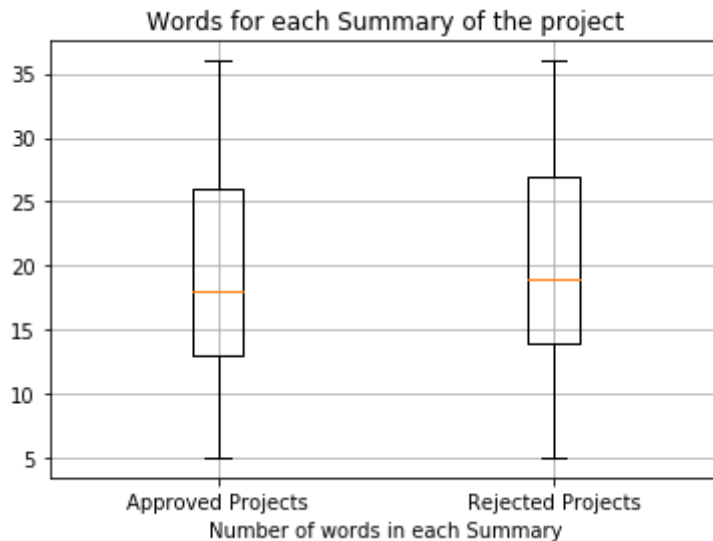 Words for each Summary of the project
35
30
25
20
15
10
5
Approved Projects Rejected Projects
Number of words in each Summary